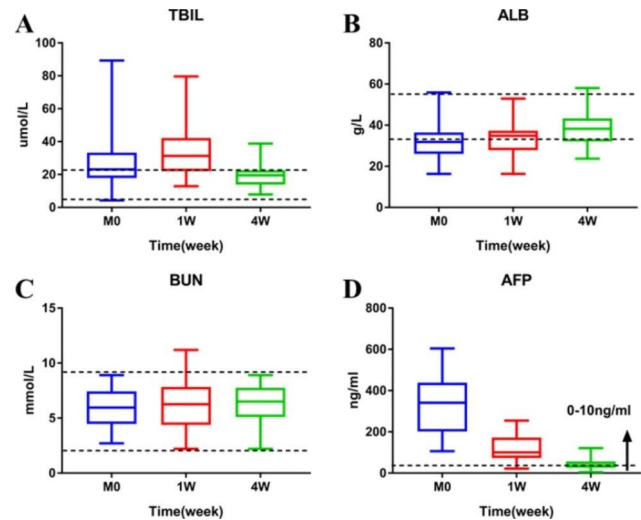 A
TBIL
umol/L
100
80
60
40
20
0
M0
1W
4W
Time(week)
B
ALB
g/L
80
60
40
20
0
M0
1W
4W
Time(week)
C
BUN
mmol/L
15
10
5
0
M0
1W
4W
Time(week)
D
AFP
ng/ml
800
600
400
200
0
0-10ng/ml
M0
1W
4W
Time(week)